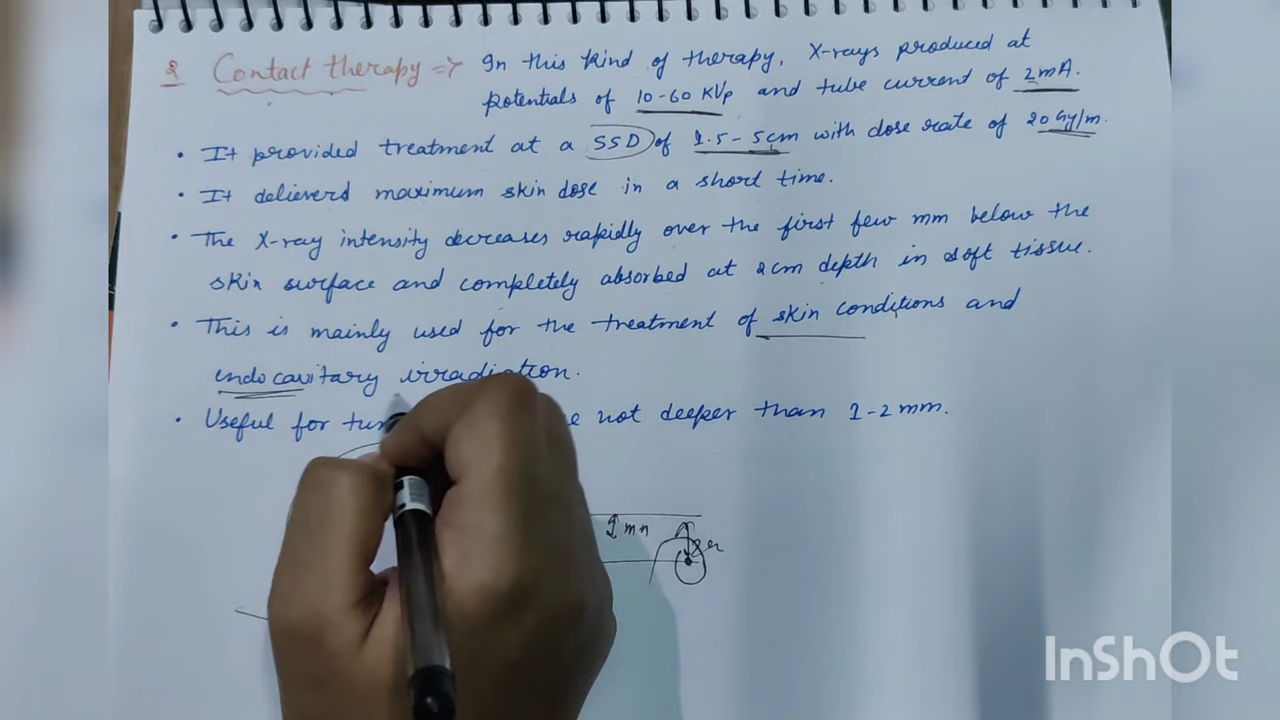 2 Contact therapy => In this kind of therapy, X-rays produced at
potentials of 10-60 KVp and tube current of 2mA.
• It provided treatment at a SSD of 1.5-5cm with dose rate of 20Gy/m.
• It delieverd maximum skin dose in a short time.
• The X-ray intensity decreases rapidly over the first few mm below the
skin surface and completely absorbed at 2cm depth in soft tissue.
• This is mainly used for the treatment of skin conditions and
endocavitary irradiation.
• Useful for not deeper than 1-2mm.
InShOt